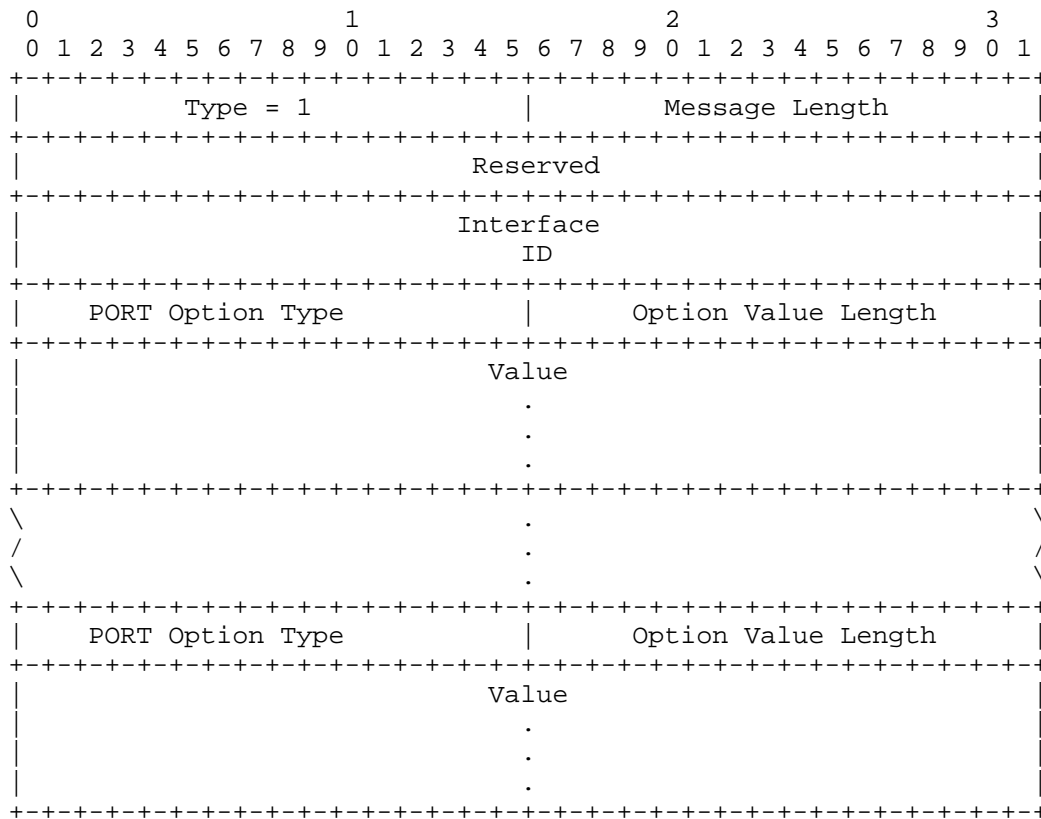 0                   1                   2                   3
 0 1 2 3 4 5 6 7 8 9 0 1 2 3 4 5 6 7 8 9 0 1 2 3 4 5 6 7 8 9 0 1
+-+-+-+-+-+-+-+-+-+-+-+-+-+-+-+-+-+-+-+-+-+-+-+-+-+-+-+-+-+-+-+-+
|          Type = 1             |        Message Length         |
+-+-+-+-+-+-+-+-+-+-+-+-+-+-+-+-+-+-+-+-+-+-+-+-+-+-+-+-+-+-+-+-+
|                            Reserved                           |
+-+-+-+-+-+-+-+-+-+-+-+-+-+-+-+-+-+-+-+-+-+-+-+-+-+-+-+-+-+-+-+-+
|                           Interface                           |
|                               ID                              |
+-+-+-+-+-+-+-+-+-+-+-+-+-+-+-+-+-+-+-+-+-+-+-+-+-+-+-+-+-+-+-+-+
|    PORT Option Type           |      Option Value Length      |
+-+-+-+-+-+-+-+-+-+-+-+-+-+-+-+-+-+-+-+-+-+-+-+-+-+-+-+-+-+-+-+-+
|                             Value                             |
|                               .                               |
|                               .                               |
|                               .                               |
+-+-+-+-+-+-+-+-+-+-+-+-+-+-+-+-+-+-+-+-+-+-+-+-+-+-+-+-+-+-+-+-+
\                               .                               \
/                               .                               /
\                               .                               \
+-+-+-+-+-+-+-+-+-+-+-+-+-+-+-+-+-+-+-+-+-+-+-+-+-+-+-+-+-+-+-+-+
|    PORT Option Type           |      Option Value Length      |
+-+-+-+-+-+-+-+-+-+-+-+-+-+-+-+-+-+-+-+-+-+-+-+-+-+-+-+-+-+-+-+-+
|                             Value                             |
|                               .                               |
|                               .                               |
|                               .                               |
+-+-+-+-+-+-+-+-+-+-+-+-+-+-+-+-+-+-+-+-+-+-+-+-+-+-+-+-+-+-+-+-+